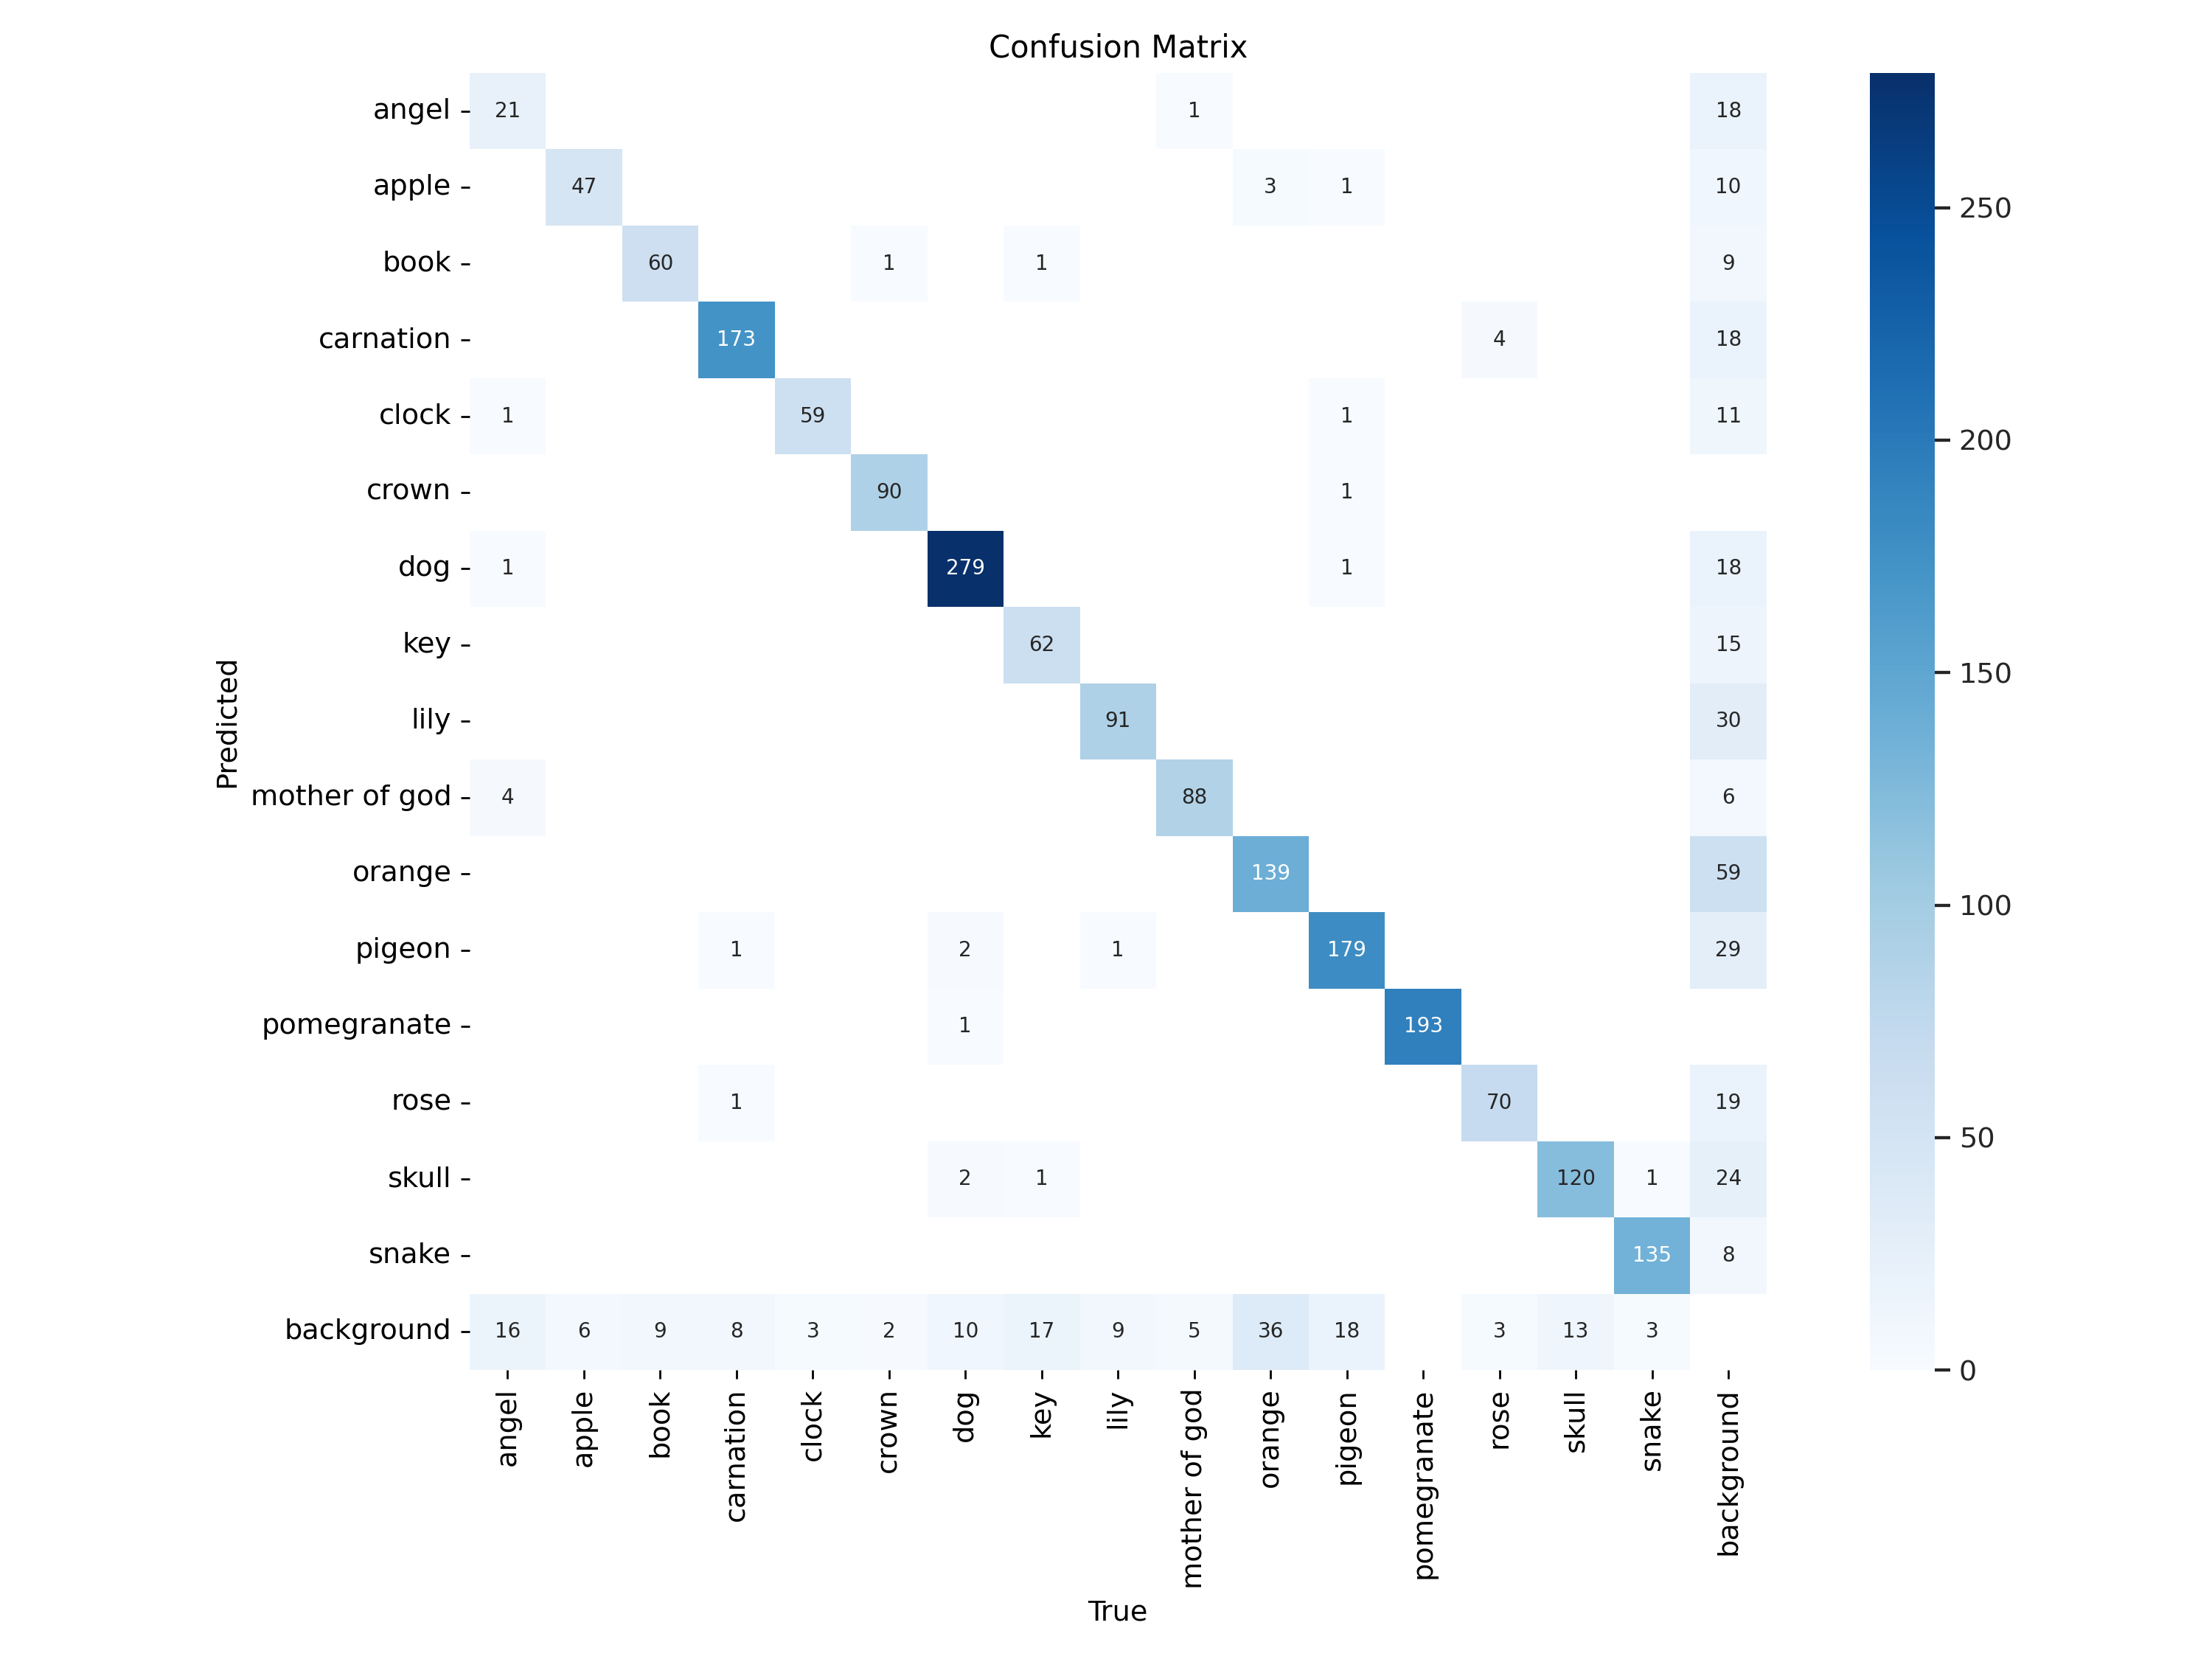 Confusion Matrix
angel 21 1 18
apple 47 3 1 10
book 60 1 1 9
carnation 173 4 18
clock 1 59 1 11
crown 90 1
dog 1 279 1 18
key 62 15
lily 91 30
mother of god 4 88 6
orange 139 59
pigeon 1 2 1 179 29
pomegranate 1 193
rose 1 70 19
skull 2 1 120 1 24
snake 135 8
background 16 6 9 8 3 2 10 17 9 5 36 18 3 13 3
angel apple book carnation clock crown dog key lily mother of god orange pigeon pomegranate rose skull snake background
True
Predicted
250
200
150
100
50
0